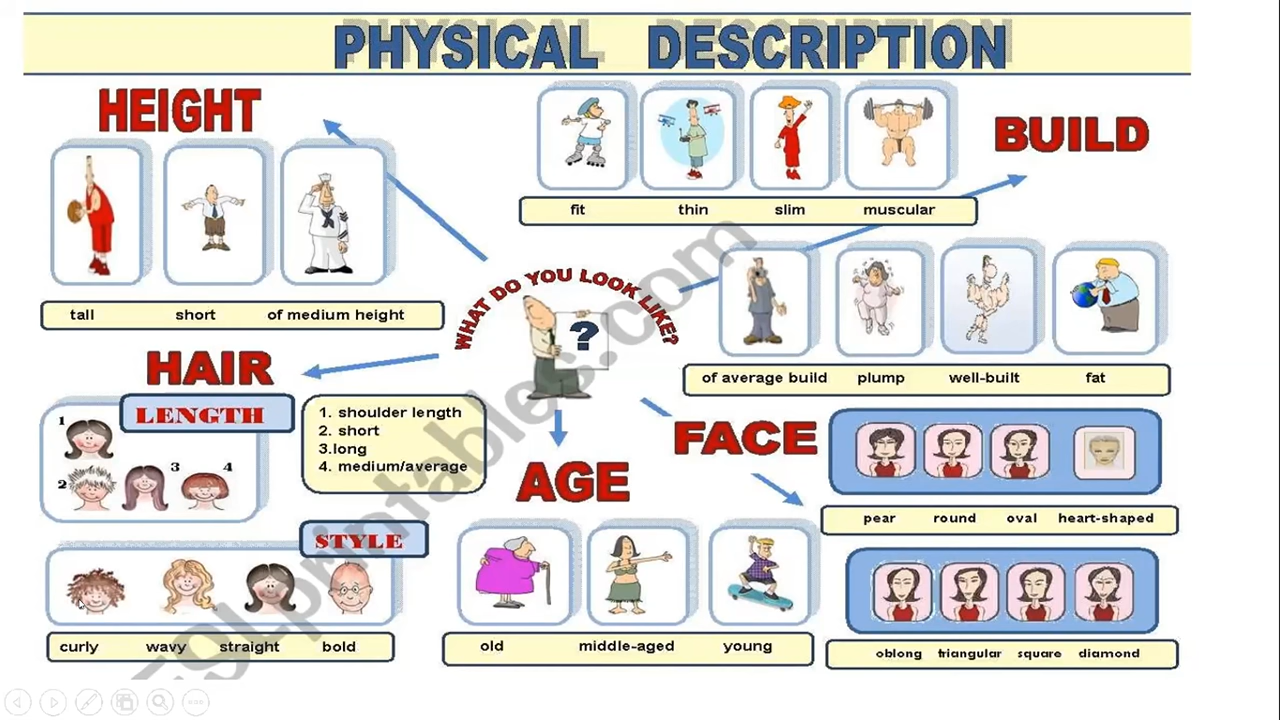 PHYSICAL DESCRIPTION
HEIGHT
tall short of medium height
BUILD
fit thin slim muscular
of average build plump well-built fat
WHAT DO YOU LOOK LIKE?
?
HAIR
LENGTH
1
2
3
4
1. shoulder length
2. short
3.long
4. medium/average
STYLE
curly wavy straight bold
AGE
old middle-aged young
FACE
pear round oval heart-shaped
oblong triangular square diamond
ESLprintables.com